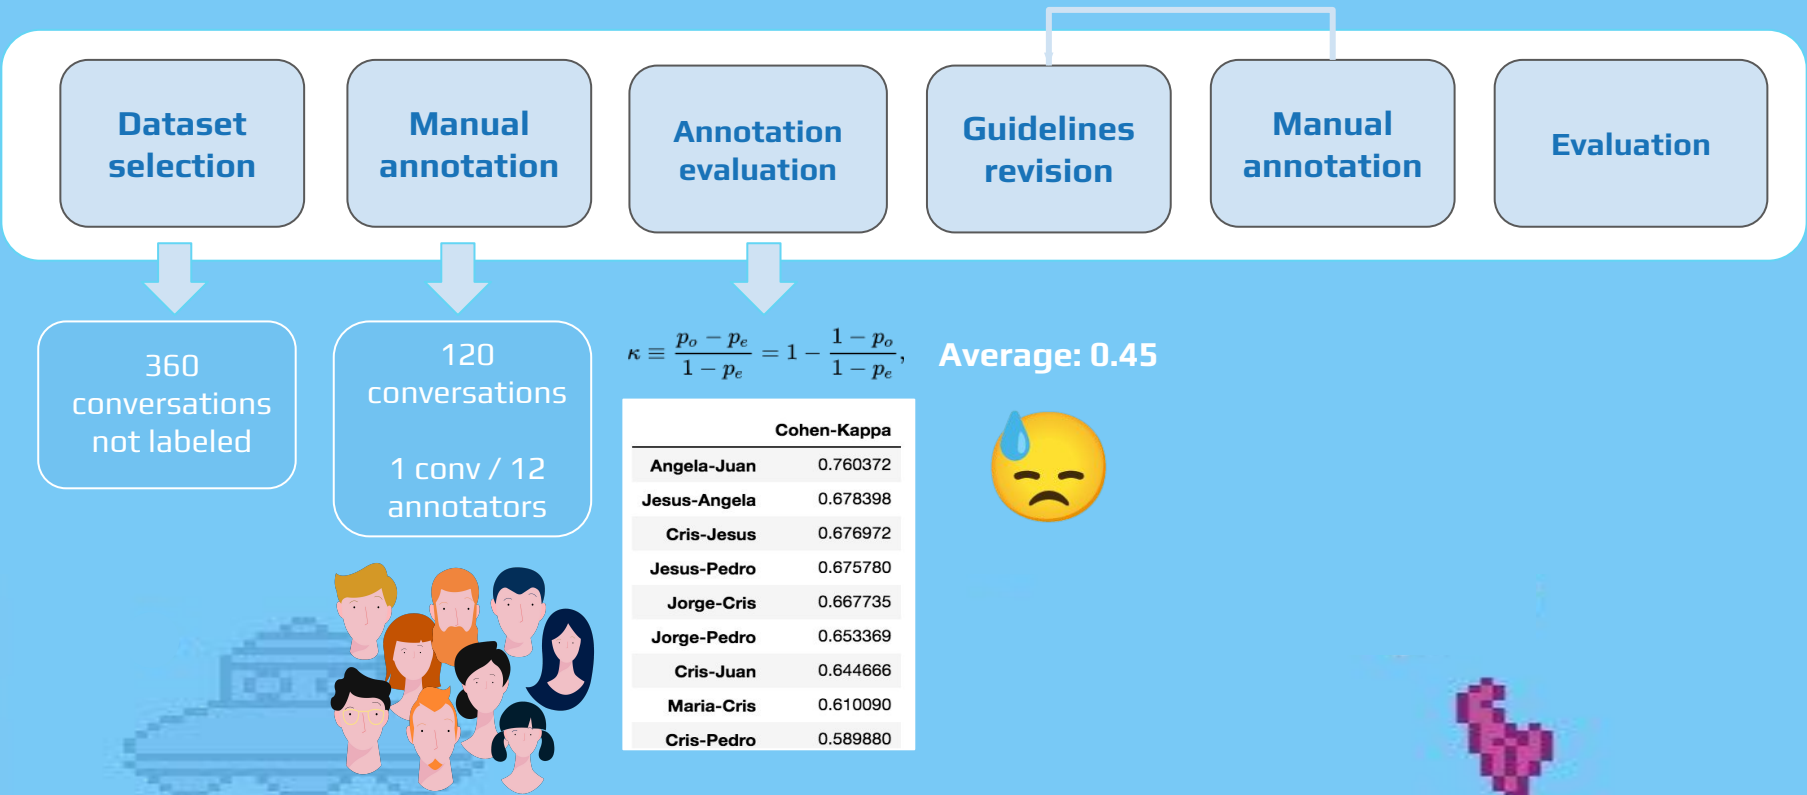 Dataset
selection
Manual
annotation
Annotation
evaluation
Guidelines
revision
Manual
annotation
Evaluation
360
conversations
not labeled
120
conversations
1 conv / 12
annotators
κ ≡ \frac{p_o − p_e}{1 − p_e} = 1 − \frac{1 − p_o}{1 − p_e},
Average: 0.45
Cohen-Kappa
Angela-Juan 0.760372
Jesus-Angela 0.678398
Cris-Jesus 0.676972
Jesus-Pedro 0.675780
Jorge-Cris 0.667735
Jorge-Pedro 0.653369
Cris-Juan 0.644666
Maria-Cris 0.610090
Cris-Pedro 0.589880